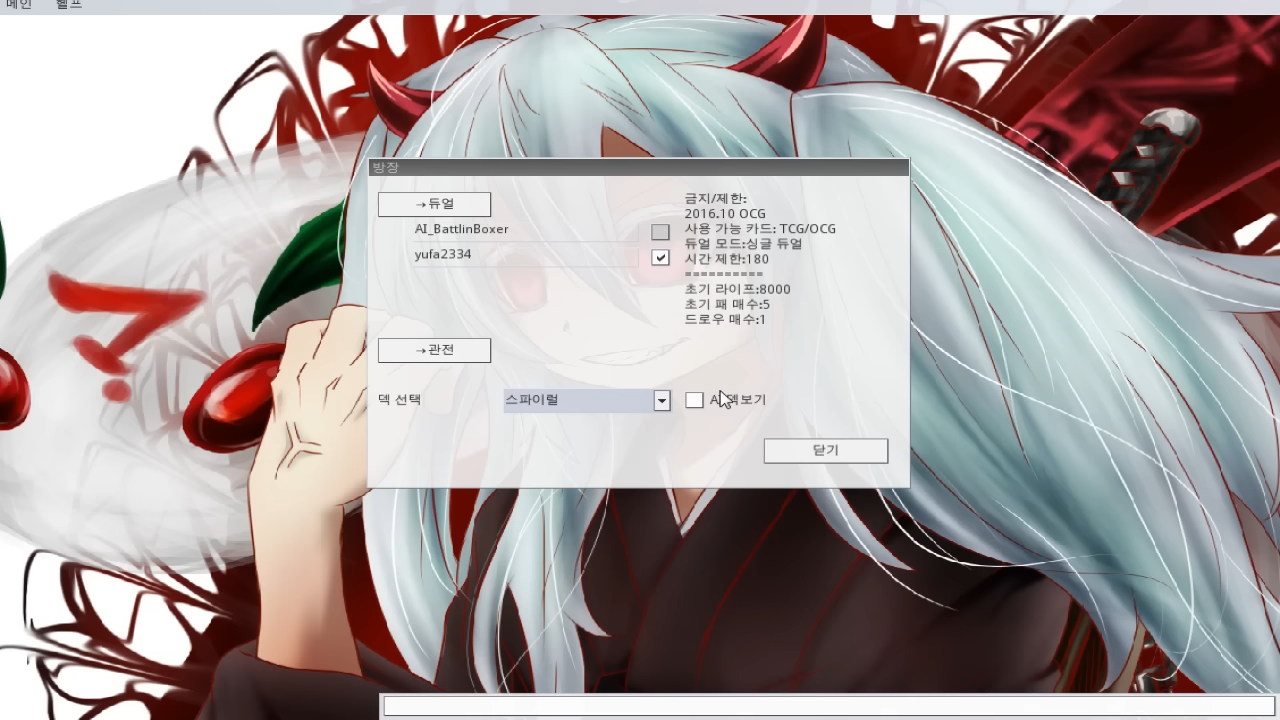 메인 헬프
방장
→듀얼
AI_BattlinBoxer
yufa2334
→관전
덱 선택
스파이럴
금지/제한:
2016.10 OCG
사용 가능 카드: TCG/OCG
듀얼 모드:싱글 듀얼
시간 제한:180
==========
초기 라이프:8000
초기 패 매수:5
드로우 매수:1
닫기